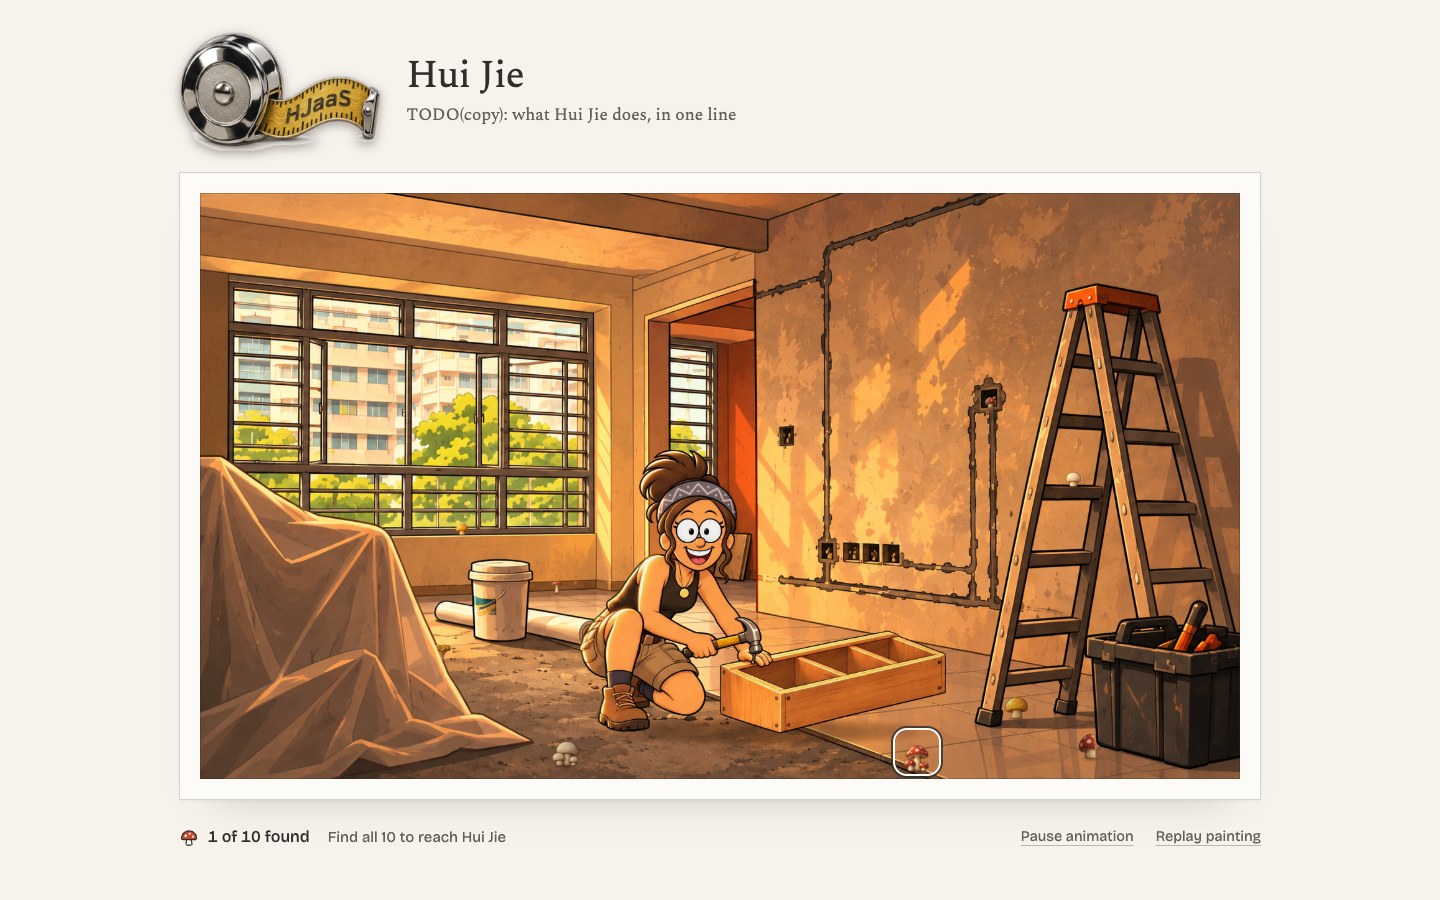 HJaaS
Hui Jie
TODO(copy): what Hui Jie does, in one line
1 of 10 found
Find all 10 to reach Hui Jie
Pause animation
Replay painting